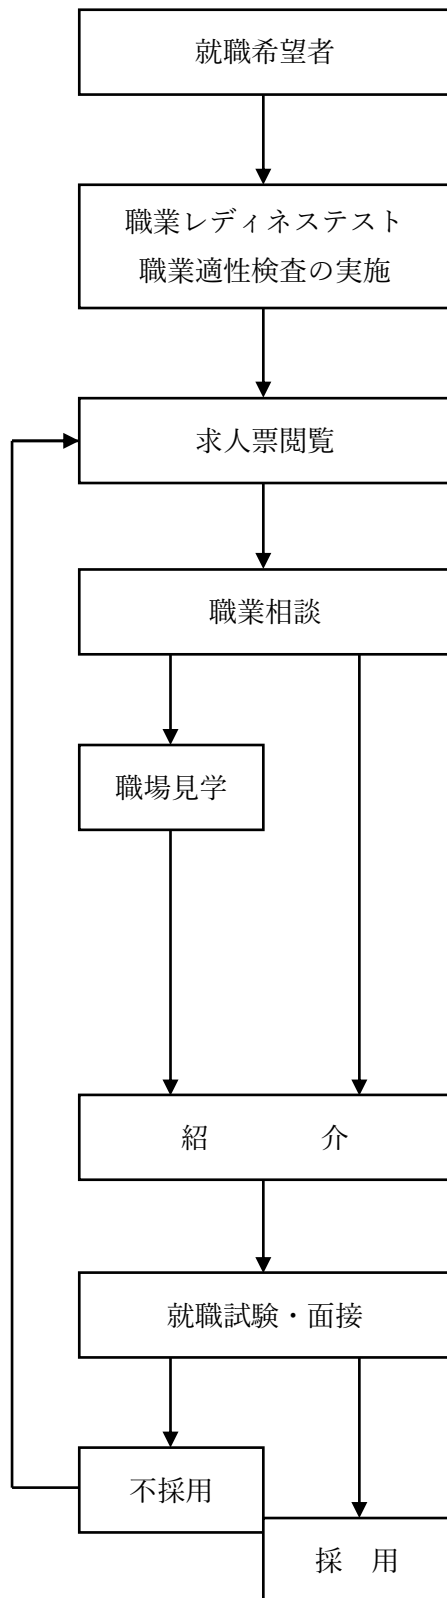 就職希望者
職業レディネステスト
職業適性検査の実施
求人票閲覧
職業相談
職場見学
紹　　　　介
就職試験・面接
不採用
採　用